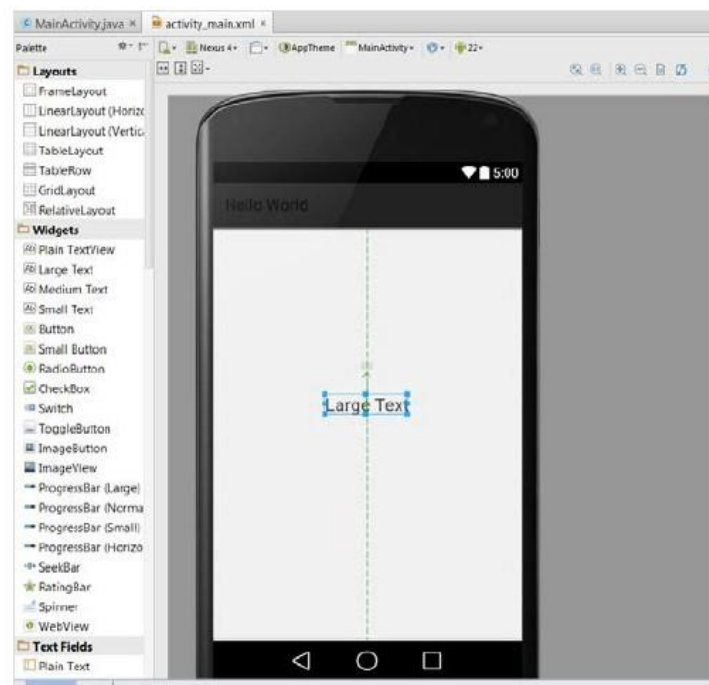 MainActivity.java × activity_main.xml ×
Palette Nexus 4 AppTheme MainActivity 22
Layouts
FrameLayout
LinearLayout (Horizo
LinearLayout (Vertic
TableLayout
TableRow
GridLayout
RelativeLayout
Widgets
Plain TextView
Large Text
Medium Text
Small Text
Button
Small Button
RadioButton
CheckBox
Switch
ToggleButton
ImageButton
ImageView
ProgressBar (Large)
ProgressBar (Norma
ProgressBar (Small)
ProgressBar (Horizo
SeekBar
RatingBar
Spinner
WebView
Text Fields
Plain Text
5:00
Hello World
Large Text